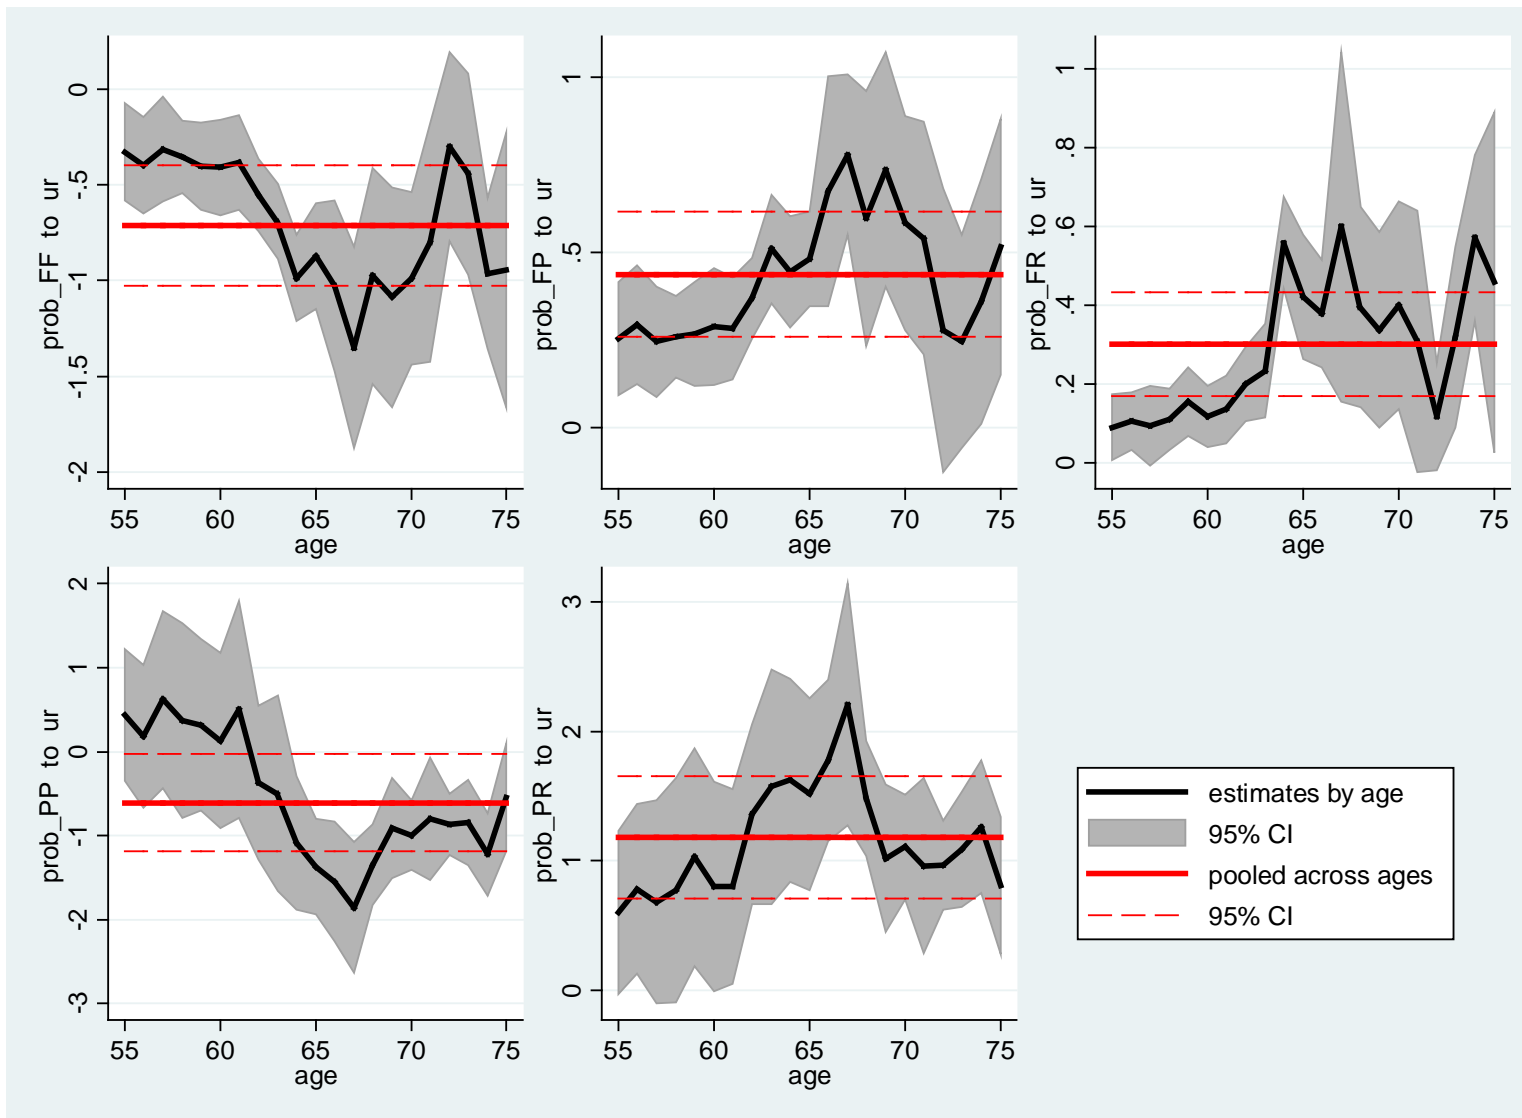 prob_FF to ur
0
-.5
-1
-1.5
-2
55 60 65 70 75
age
prob_FP to ur
1
.5
0
55 60 65 70 75
age
prob_FR to ur
1
.8
.6
.4
.2
0
55 60 65 70 75
age
prob_PP to ur
2
1
0
-1
-2
-3
55 60 65 70 75
age
prob_PR to ur
3
2
1
0
55 60 65 70 75
age
estimates by age
95% CI
pooled across ages
95% CI